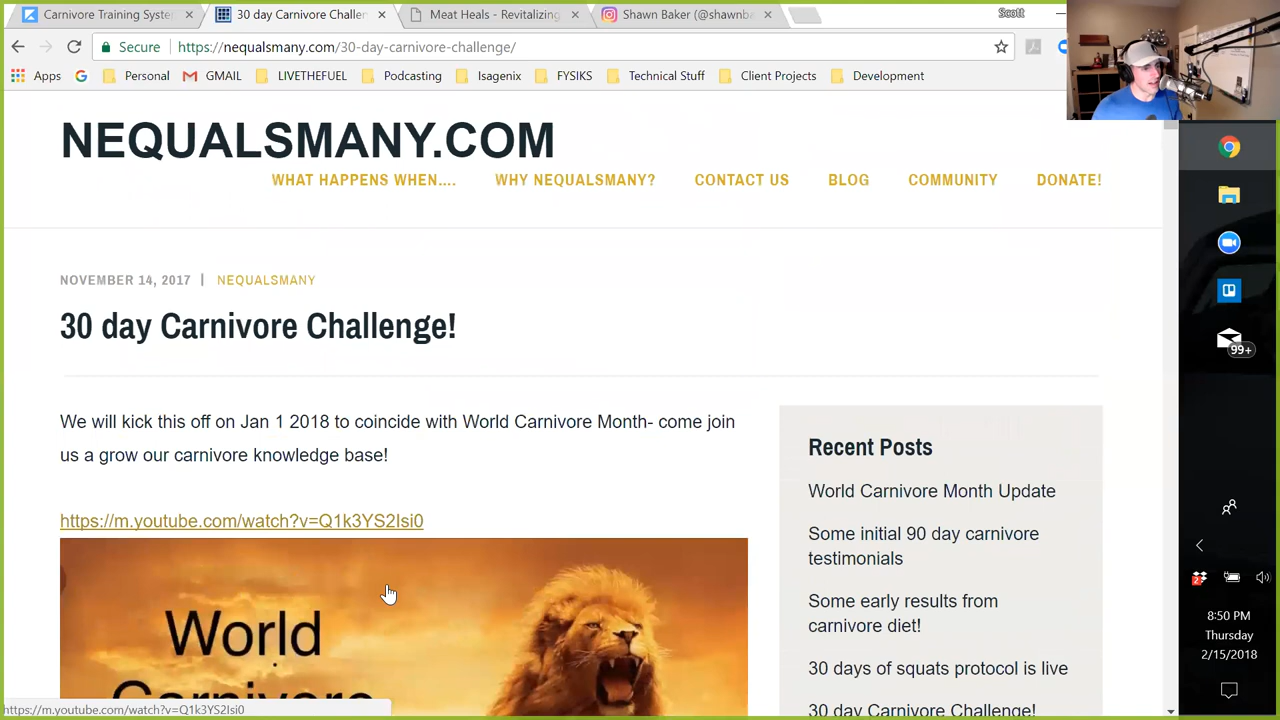 Carnivore Training Syste
30 day Carnivore Challen
Meat Heals - Revitalizing
Shawn Baker (@shawnba
Scott
Secure
https://nequalsmany.com/30-day-carnivore-challenge/
Apps
Personal
GMAIL
LIVETHEFUEL
Podcasting
Isagenix
FYSIKS
Technical Stuff
Client Projects
Development
NEQUALSMANY.COM
WHAT HAPPENS WHEN....
WHY NEQUALSMANY?
CONTACT US
BLOG
COMMUNITY
DONATE!
NOVEMBER 14, 2017 | NEQUALSMANY
30 day Carnivore Challenge!
We will kick this off on Jan 1 2018 to coincide with World Carnivore Month- come join
us a grow our carnivore knowledge base!
https://m.youtube.com/watch?v=Q1k3YS2Isi0
World
Carnivore
Recent Posts
World Carnivore Month Update
Some initial 90 day carnivore
testimonials
Some early results from
carnivore diet!
30 days of squats protocol is live
30 day Carnivore Challenge!
99+
2
8:50 PM
Thursday
2/15/2018
https://m.youtube.com/watch?v=Q1k3YS2Isi0